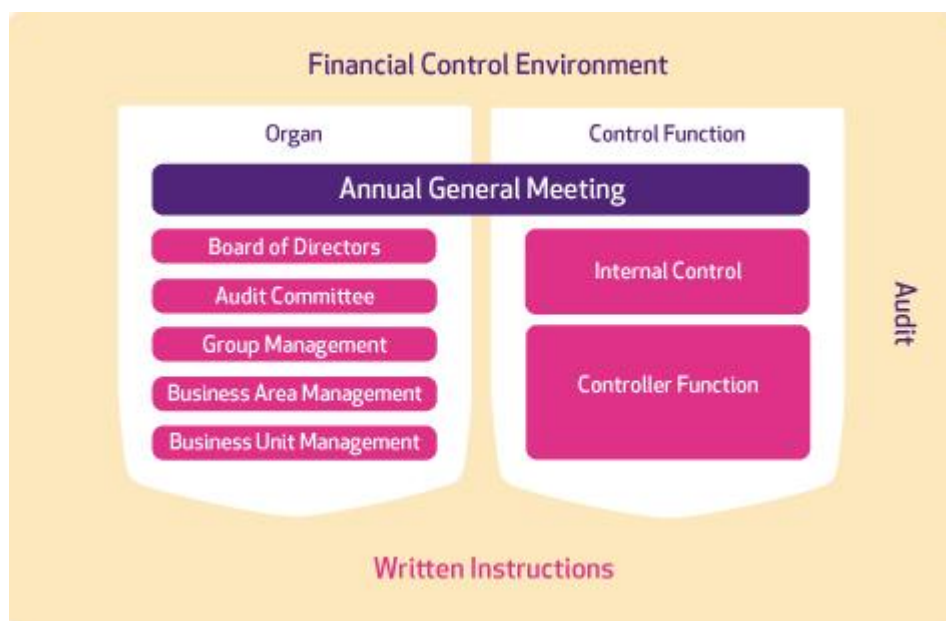 Financial Control Environment
Organ
Control Function
Annual General Meeting
Board of Directors
Audit Committee
Group Management
Business Area Management
Business Unit Management
Internal Control
Controller Function
Audit
Written Instructions